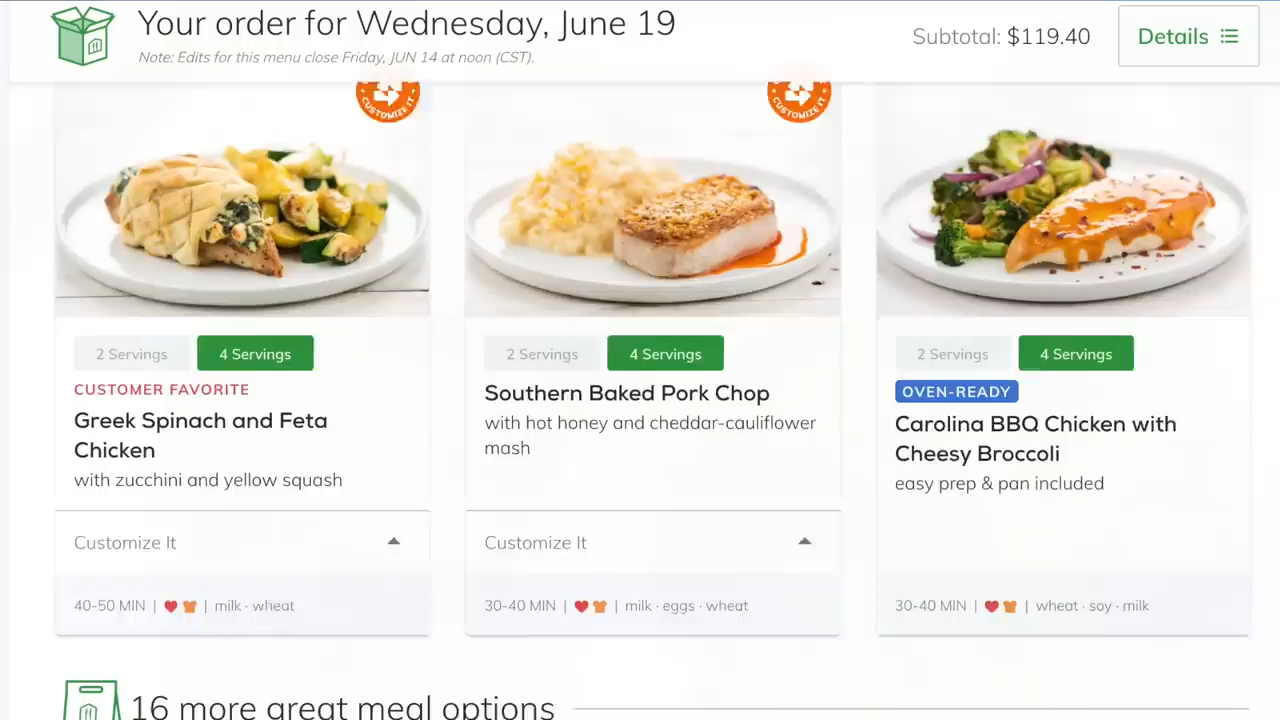 Your order for Wednesday, June 19
Note: Edits for this menu close Friday, JUN 14 at noon (CST).
Subtotal: $119.40
Details
CUSTOMIZE IT
CUSTOMIZE IT
2 Servings
4 Servings
CUSTOMER FAVORITE
Greek Spinach and Feta
Chicken
with zucchini and yellow squash
Customize It
40-50 MIN | | milk · wheat
2 Servings
4 Servings
Southern Baked Pork Chop
with hot honey and cheddar-cauliflower
mash
Customize It
30-40 MIN | | milk · eggs · wheat
2 Servings
4 Servings
OVEN-READY
Carolina BBQ Chicken with
Cheesy Broccoli
easy prep & pan included
30-40 MIN | | wheat · soy · milk
16 more great meal options